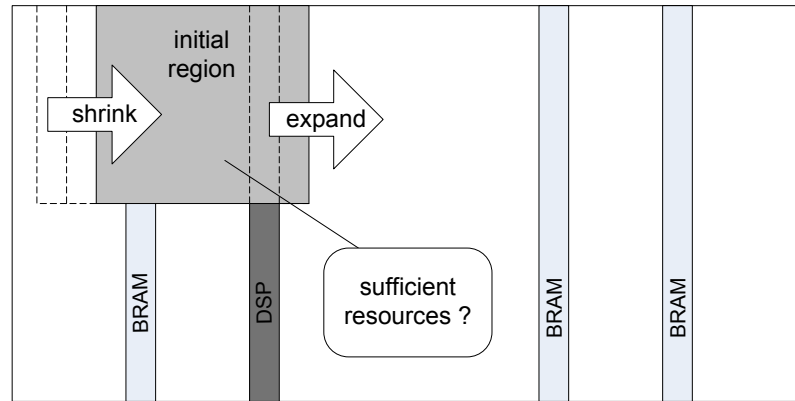 initial
region
shrink
expand
sufficient
resources ?
BRAM
DSP
BRAM
BRAM